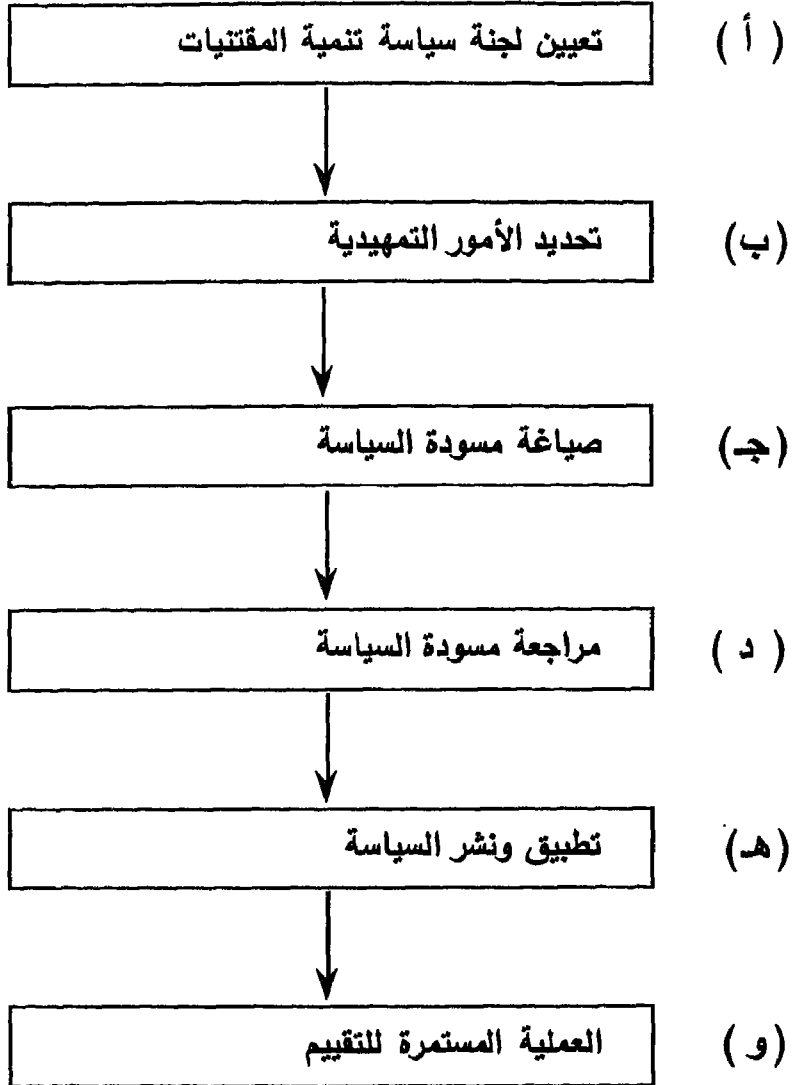 ( أ ) تعيين لجنة سياسة تنمية المقتنيات
(ب) تحديد الأمور التمهيدية
(جـ) صياغة مسودة السياسة
( د ) مراجعة مسودة السياسة
(هـ) تطبيق ونشر السياسة
(و) العملية المستمرة للتقييم